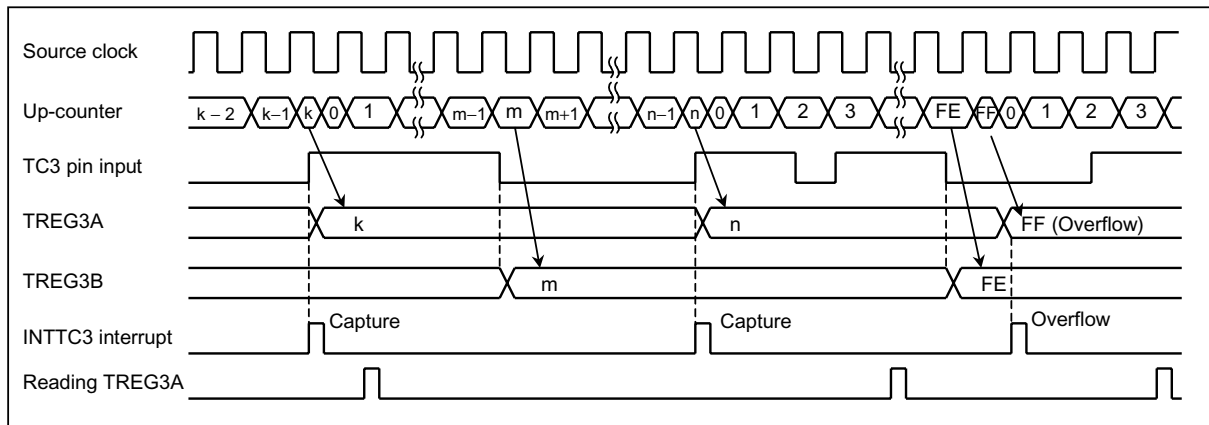 Source clock
Up-counter
k – 2 k–1 k 0 1 m–1 m m+1 n–1 n 0 1 2 3 FE FF 0 1 2 3
TC3 pin input
TREG3A
k n FF (Overflow)
TREG3B
m FE
INTTC3 interrupt
Capture Capture Overflow
Reading TREG3A